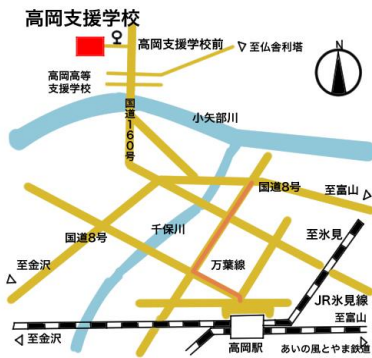 高岡支援学校
高岡支援学校前
至仏舎利塔
N
高岡高等
支援学校
国道160号
小矢部川
国道8号
至富山
千保川
国道8号
万葉線
至氷見
至金沢
JR氷見線
至富山
至金沢
高岡駅
あいの風とやま鉄道